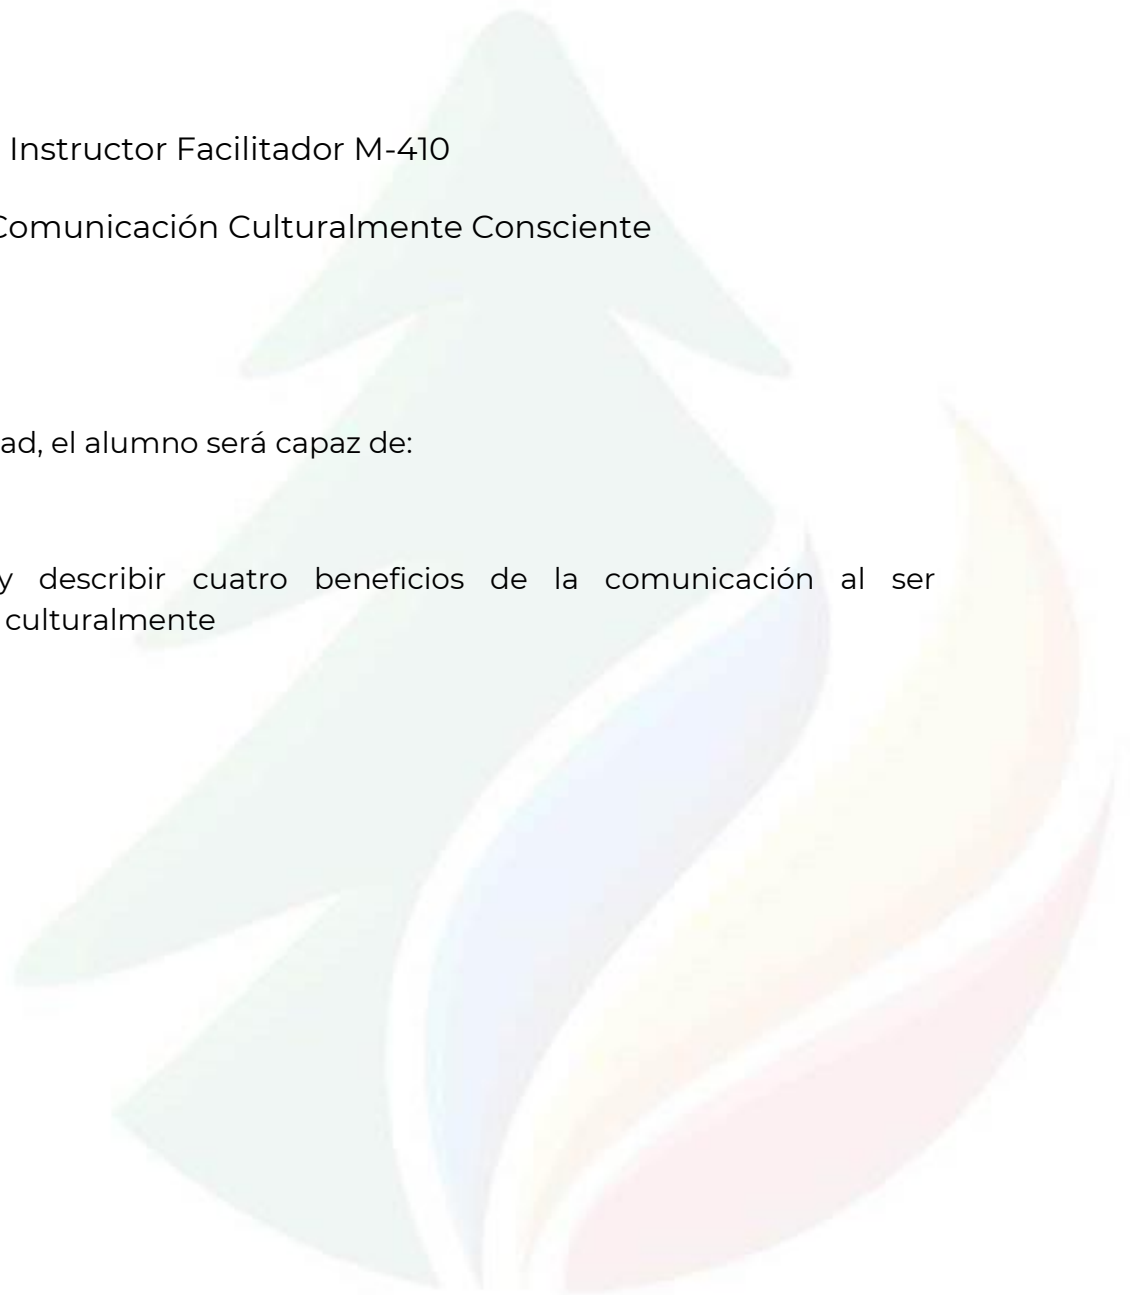 Instructor Facilitador M-410
Comunicación Culturalmente Consciente
ad, el alumno será capaz de:
y describir cuatro beneficios de la comunicación al ser
culturalmente